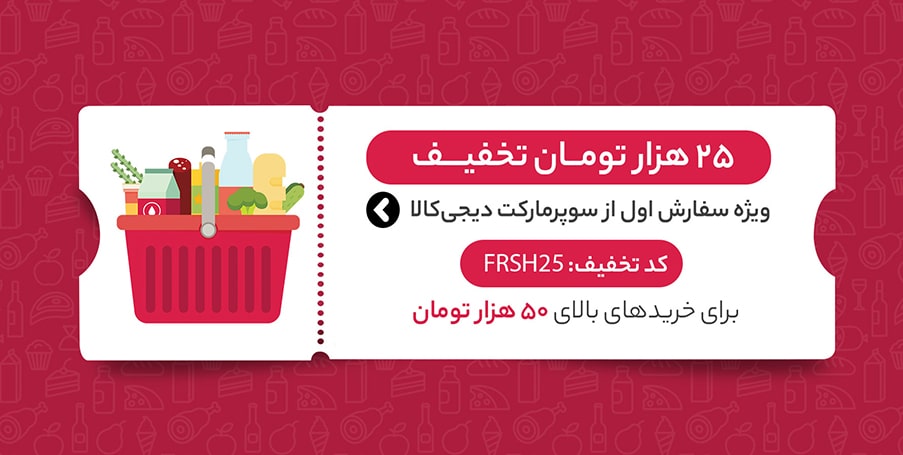 ۲۵ هزار تومان تخفیف
ویژه سفارش اول از سوپرمارکت دیجی‌کالا
کد تخفیف: FRSH25
برای خریدهای بالای ۵۰ هزار تومان